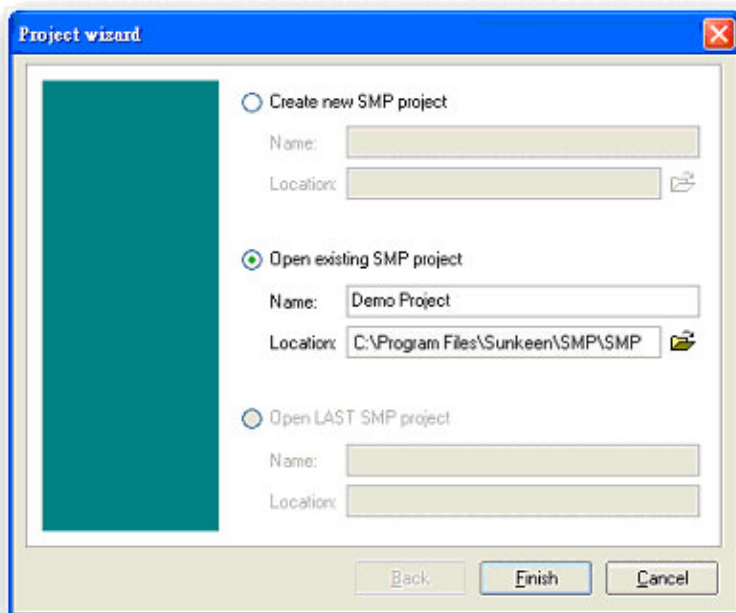 Project wizard
Create new SMP project
Name:
Location:
Open existing SMP project
Name: Demo Project
Location: C:\Program Files\Sunkeen\SMP\SMP
Open LAST SMP project
Name:
Location:
Back Finish Cancel